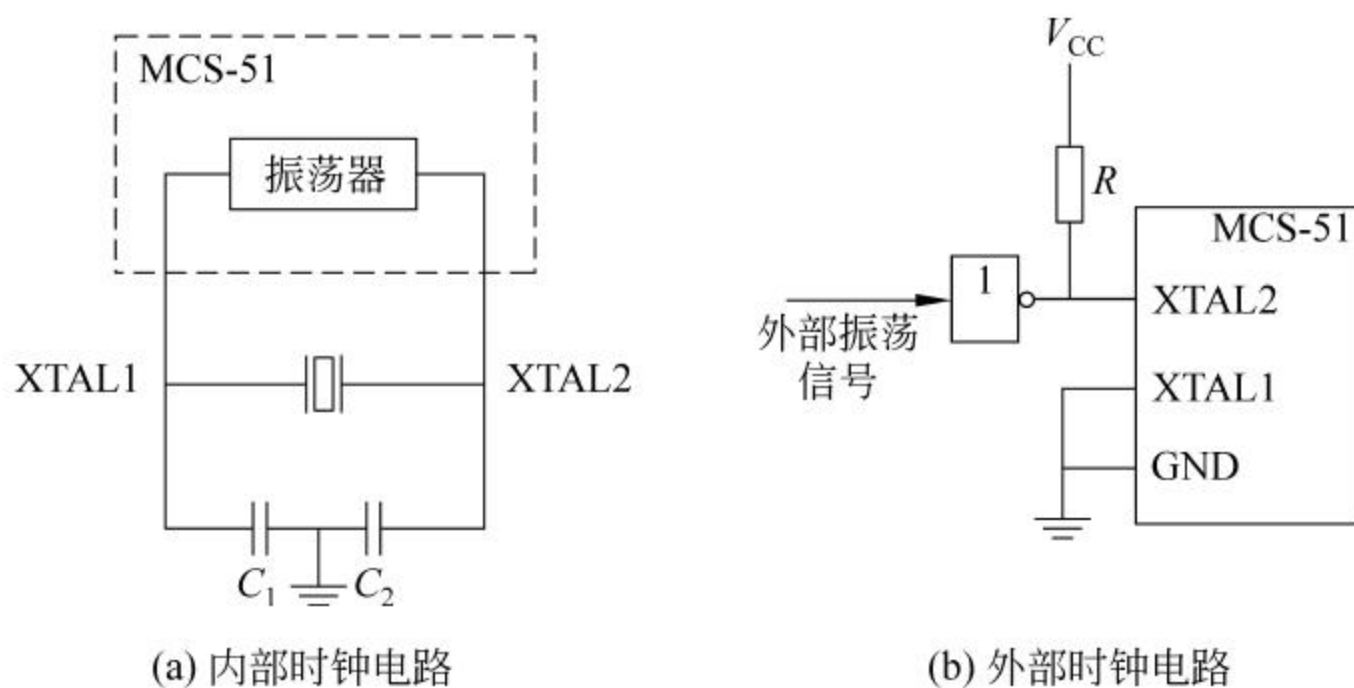 MCS-51
振荡器
XTAL1
XTAL2
C1
C2
(a) 内部时钟电路
VCC
R
MCS-51
1
XTAL2
外部振荡
信号
XTAL1
GND
(b) 外部时钟电路